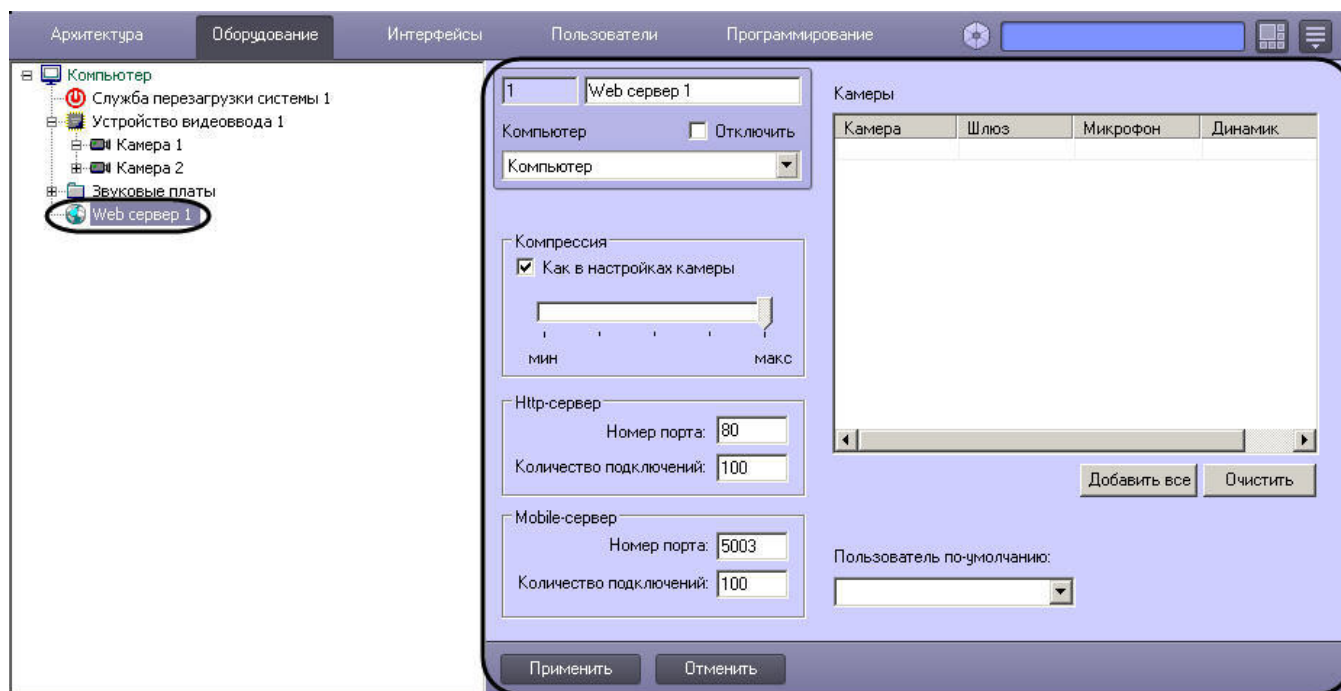 Архитектура Оборудование Интерфейсы Пользователи Программирование
Компьютер
Служба перезагрузки системы 1
Устройство видеоввода 1
Камера 1
Камера 2
Звуковые платы
Web сервер 1
1 Web сервер 1
Компьютер Отключить
Компьютер
Компрессия
Как в настройках камеры
мин макс
Http-сервер
Номер порта: 80
Количество подключений: 100
Mobile-сервер
Номер порта: 5003
Количество подключений: 100
Камеры
Камера Шлюз Микрофон Динамик
Добавить все Очистить
Пользователь по-умолчанию:
Применить Отменить